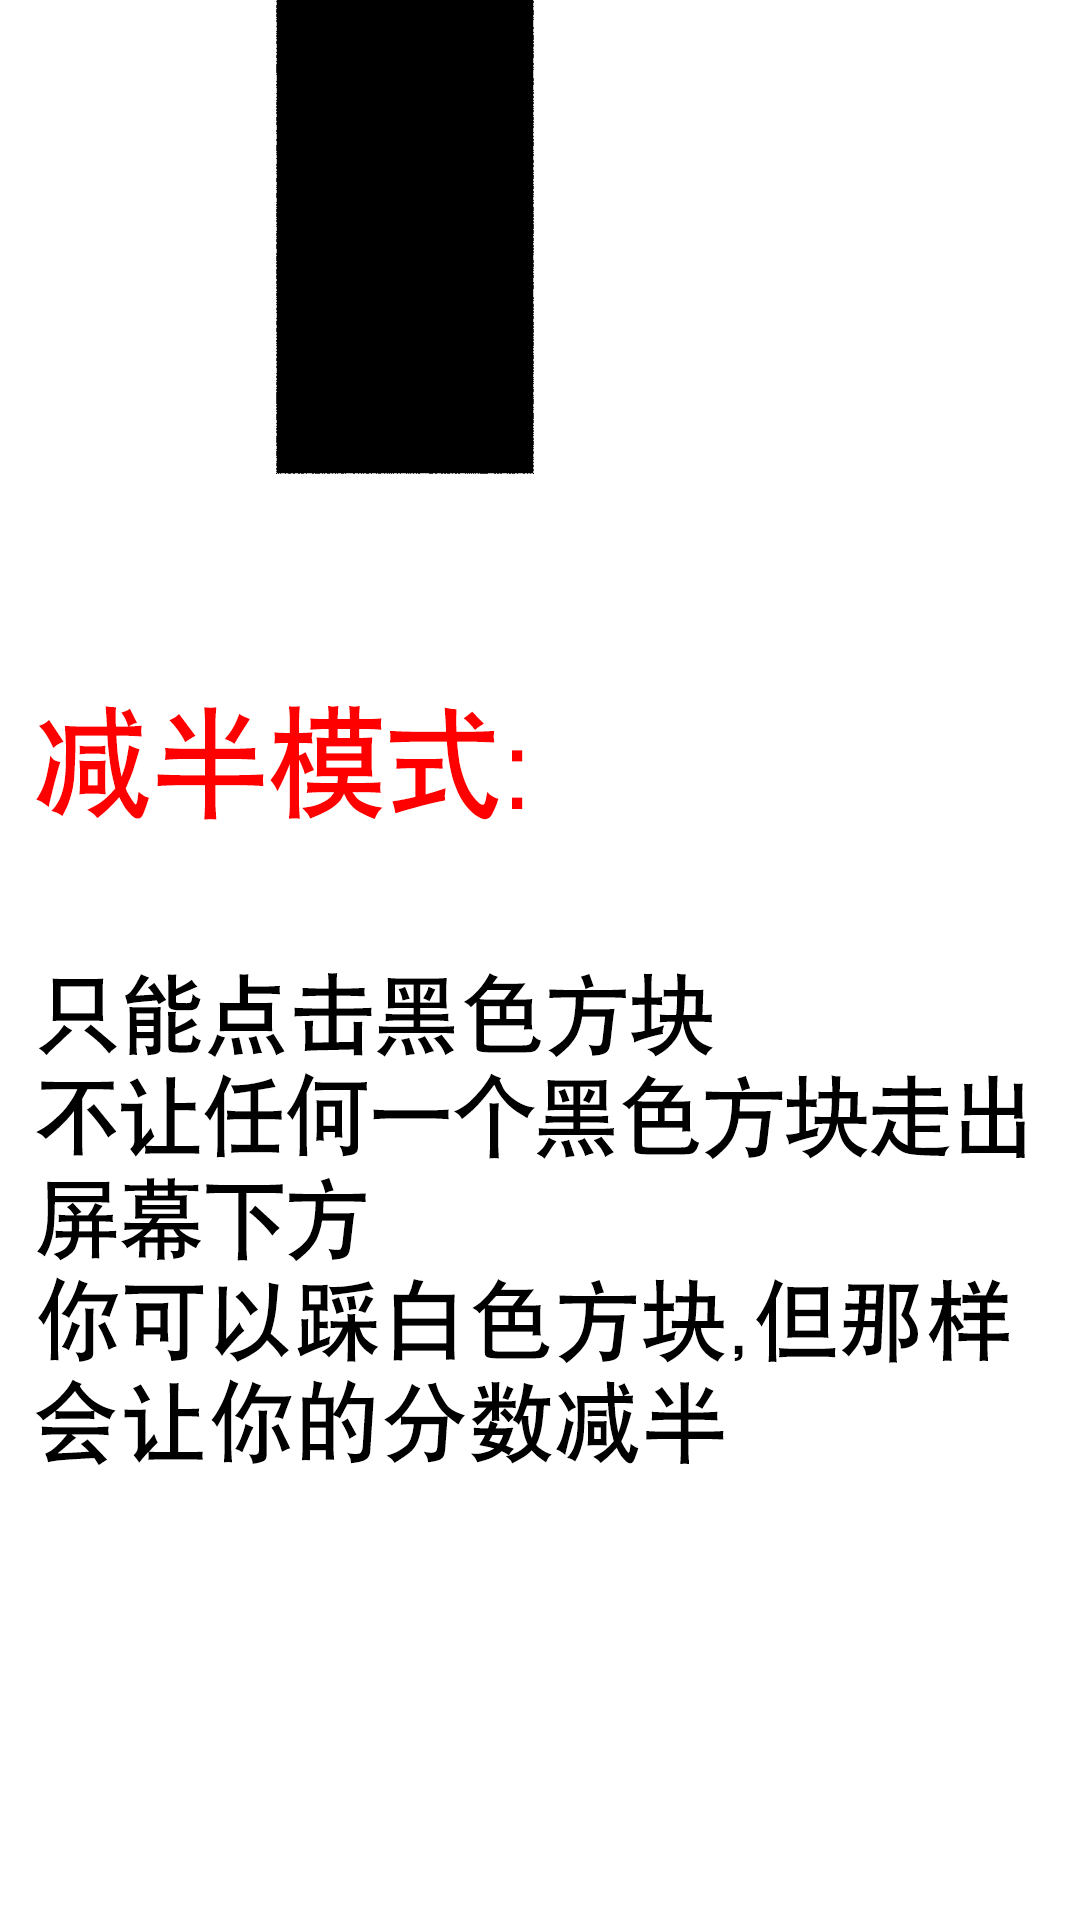 减半模式:
只能点击黑色方块
不让任何一个黑色方块走出
屏幕下方
你可以踩白色方块,但那样
会让你的分数减半